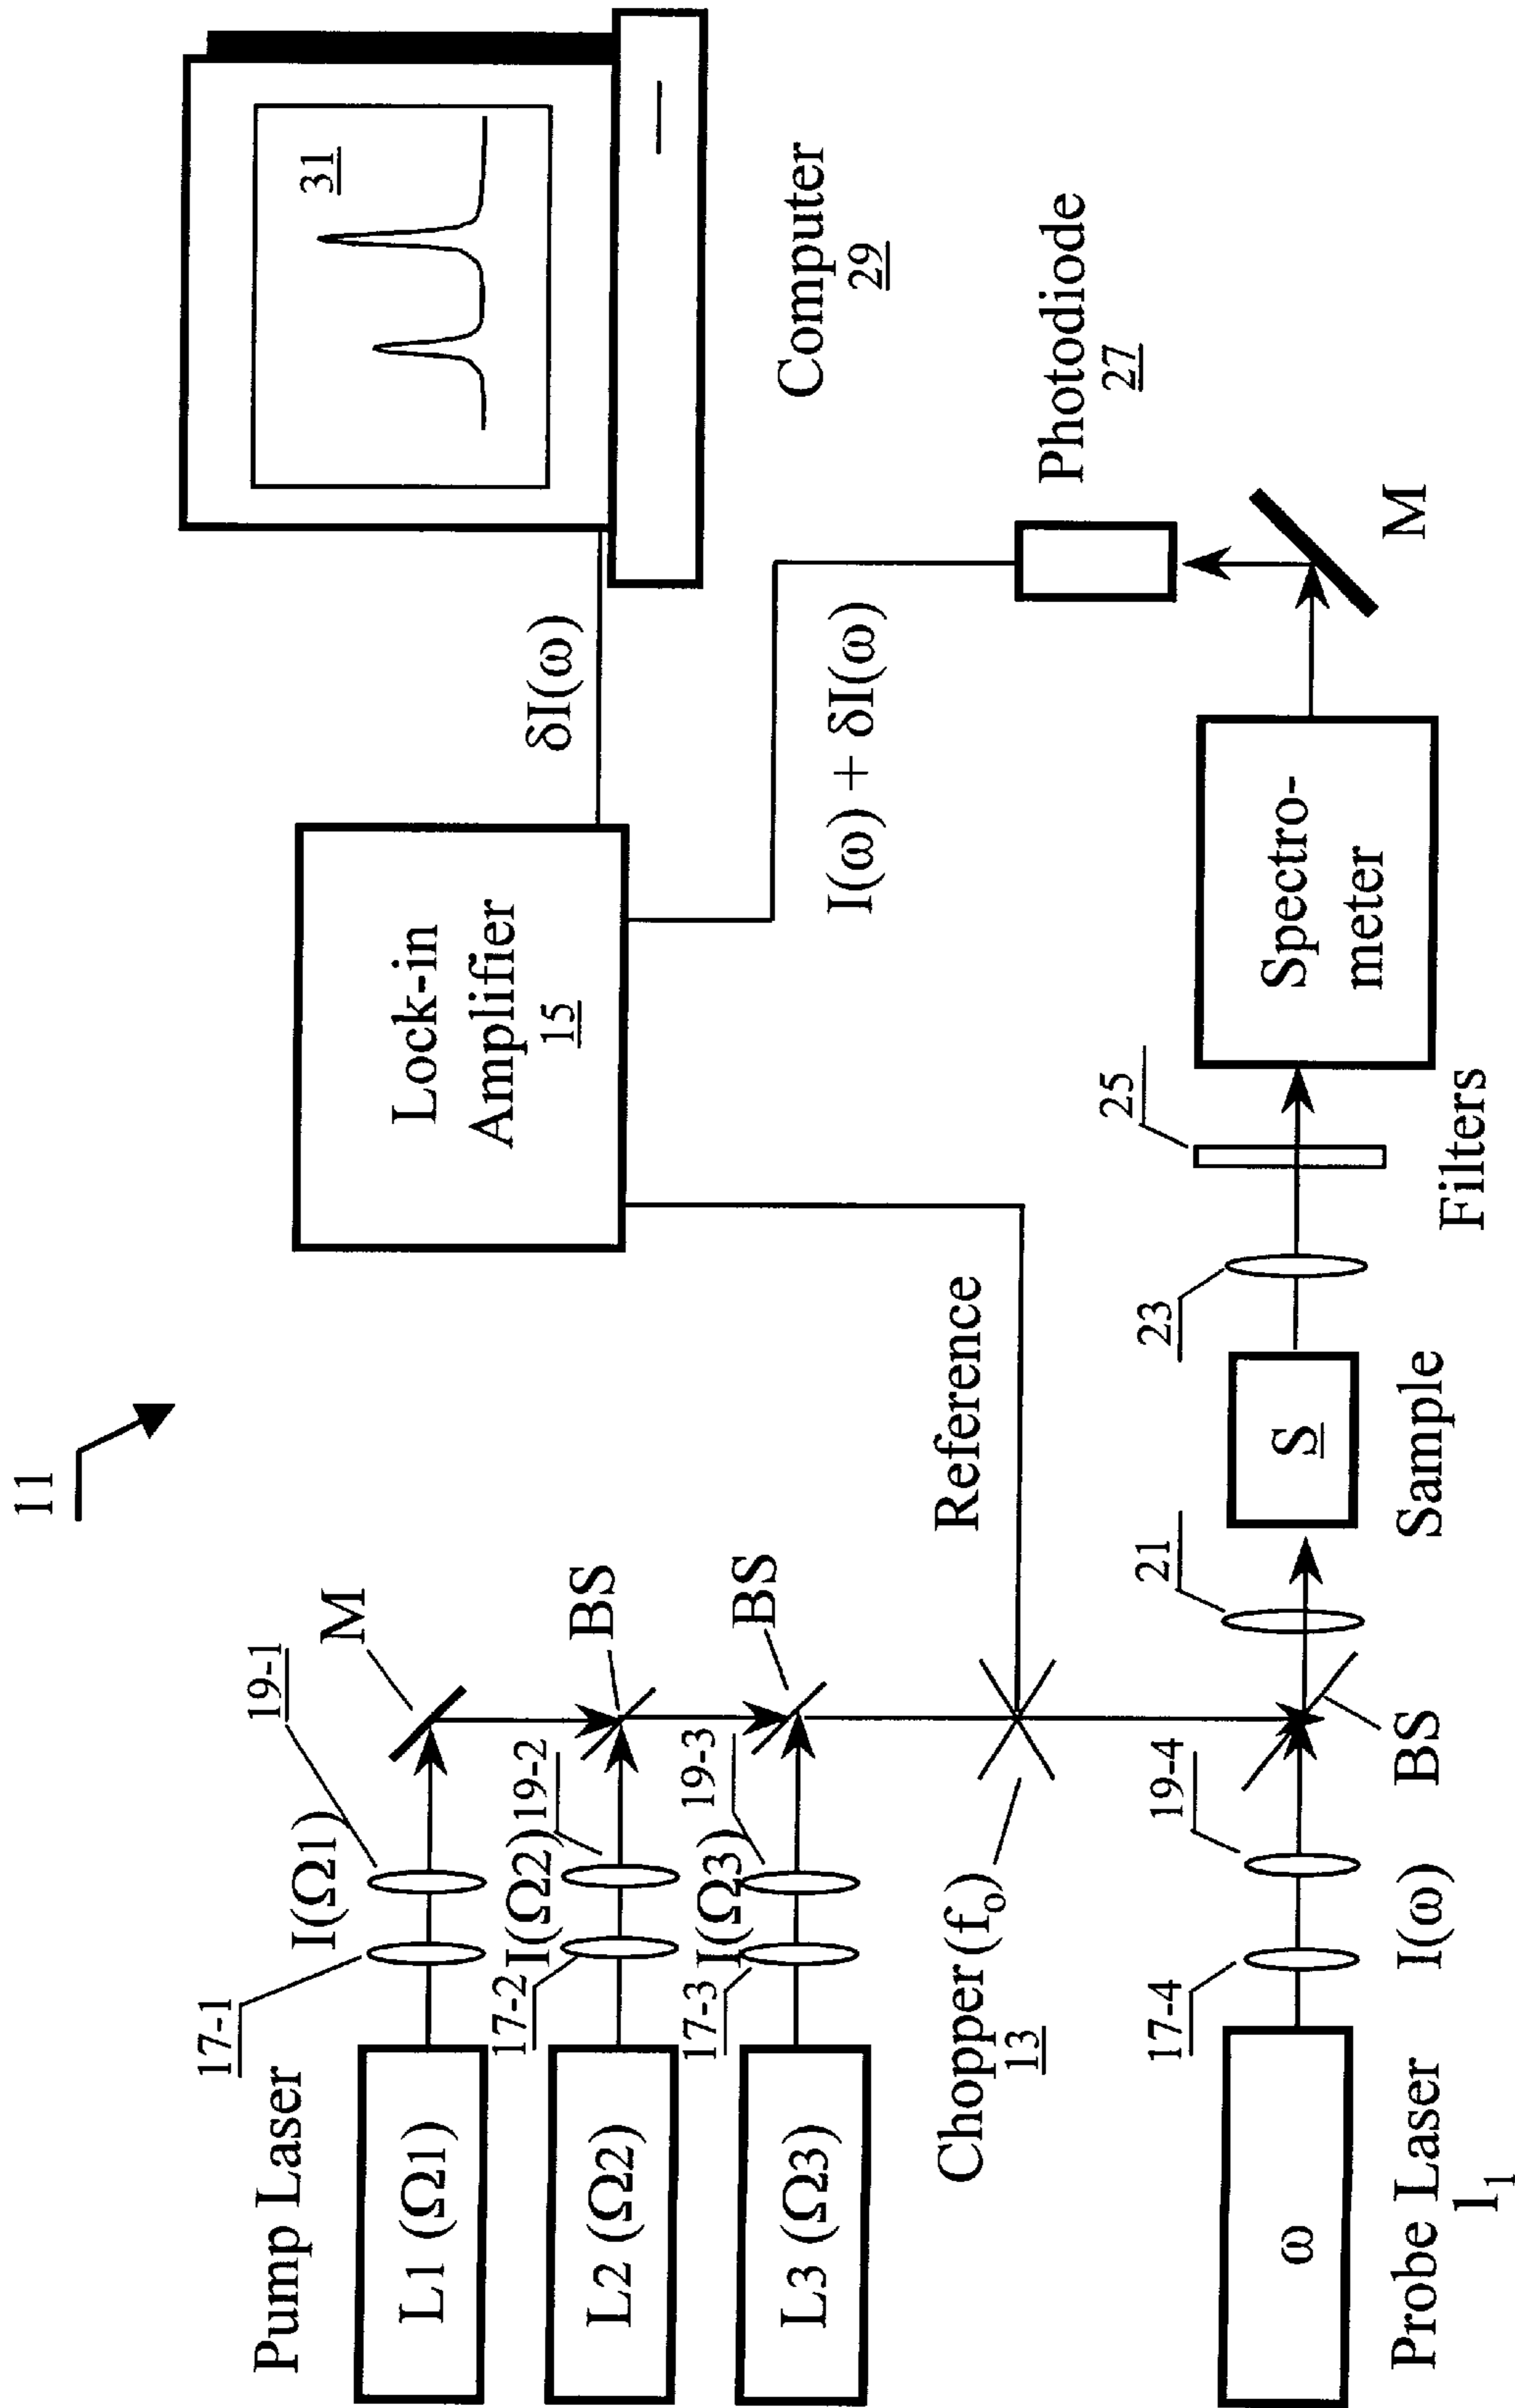 11
Pump Laser
17-1
I(Ω1)
19-1
M
L1 (Ω1)
17-2
I(Ω2)
19-2
BS
L2 (Ω2)
17-3
I(Ω3)
19-3
BS
L3 (Ω3)
Chopper (f₀)
13
Reference
Lock-in
Amplifier
15
δI(ω)
I(ω) + δI(ω)
31
Computer
29
Photodiode
27
M
ω
Probe Laser
l₁
17-4
I(ω)
19-4
BS
21
S
Sample
23
25
Filters
Spectro-
meter